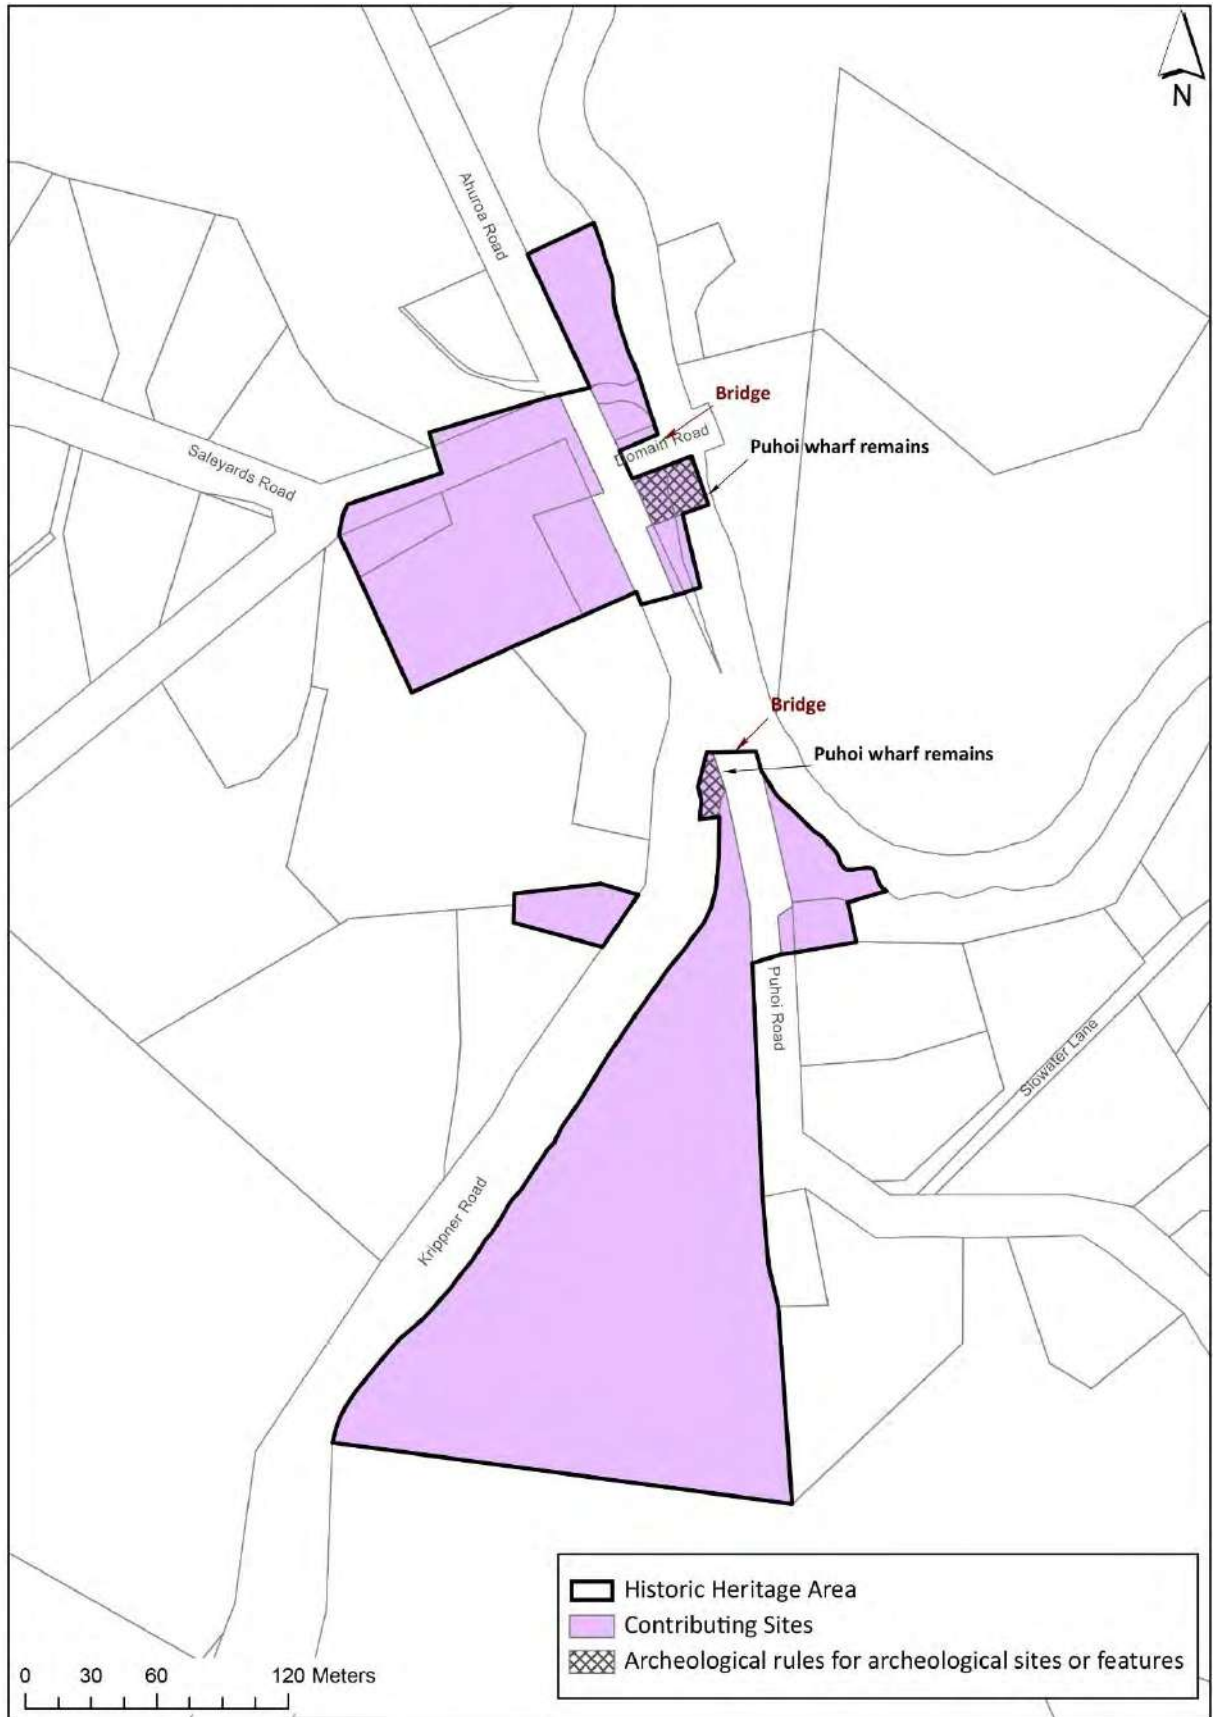 N
Ahuroa Road
Bridge
Domain Road
Puhoi wharf remains
Saleyards Road
Bridge
Puhoi wharf remains
Puhoi Road
Slowater Lane
Krippner Road
Historic Heritage Area
Contributing Sites
Archeological rules for archeological sites or features
0 30 60 120 Meters